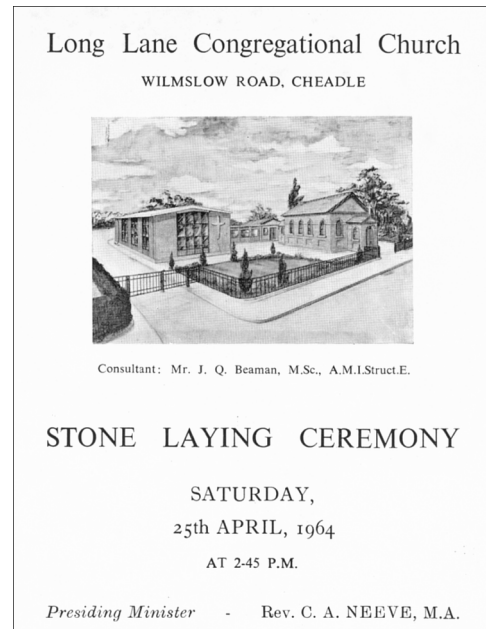 Long Lane Congregational Church
WILMSLOW ROAD, CHEADLE
Consultant: Mr. J. Q. Beaman, M.Sc., A.M.I.Struct.E.
STONE LAYING CEREMONY
SATURDAY,
25th APRIL, 1964
AT 2-45 P.M.
Presiding Minister - Rev. C. A. NEEVE, M.A.